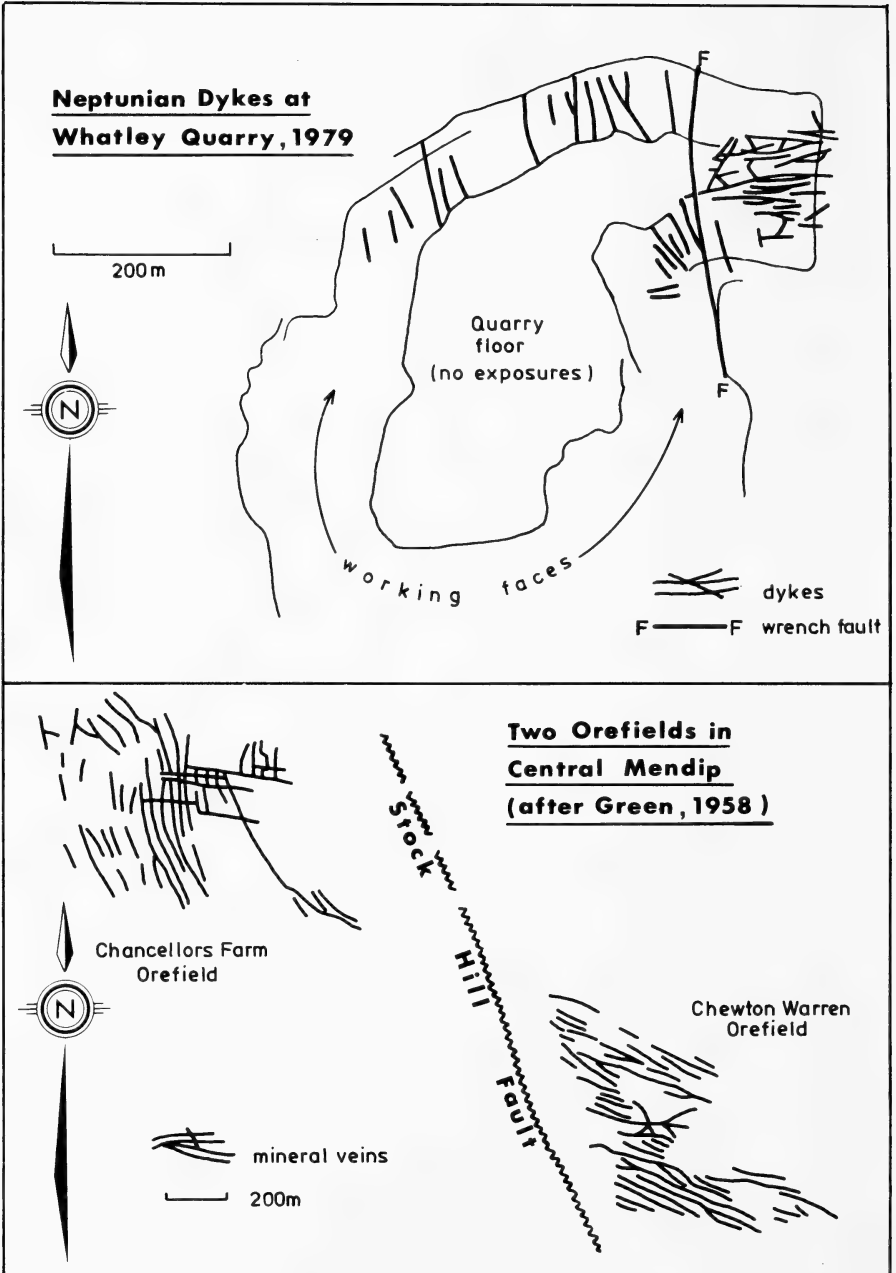 Neptunian Dykes at
Whatley Quarry, 1979
200m
N
F
Quarry
floor
(no exposures)
F
working faces
dykes
F F wrench fault
Two Orefields in
Central Mendip
(after Green, 1958)
Stock Hill Fault
Chancellors Farm
Orefield
N
Chewton Warren
Orefield
mineral veins
200m